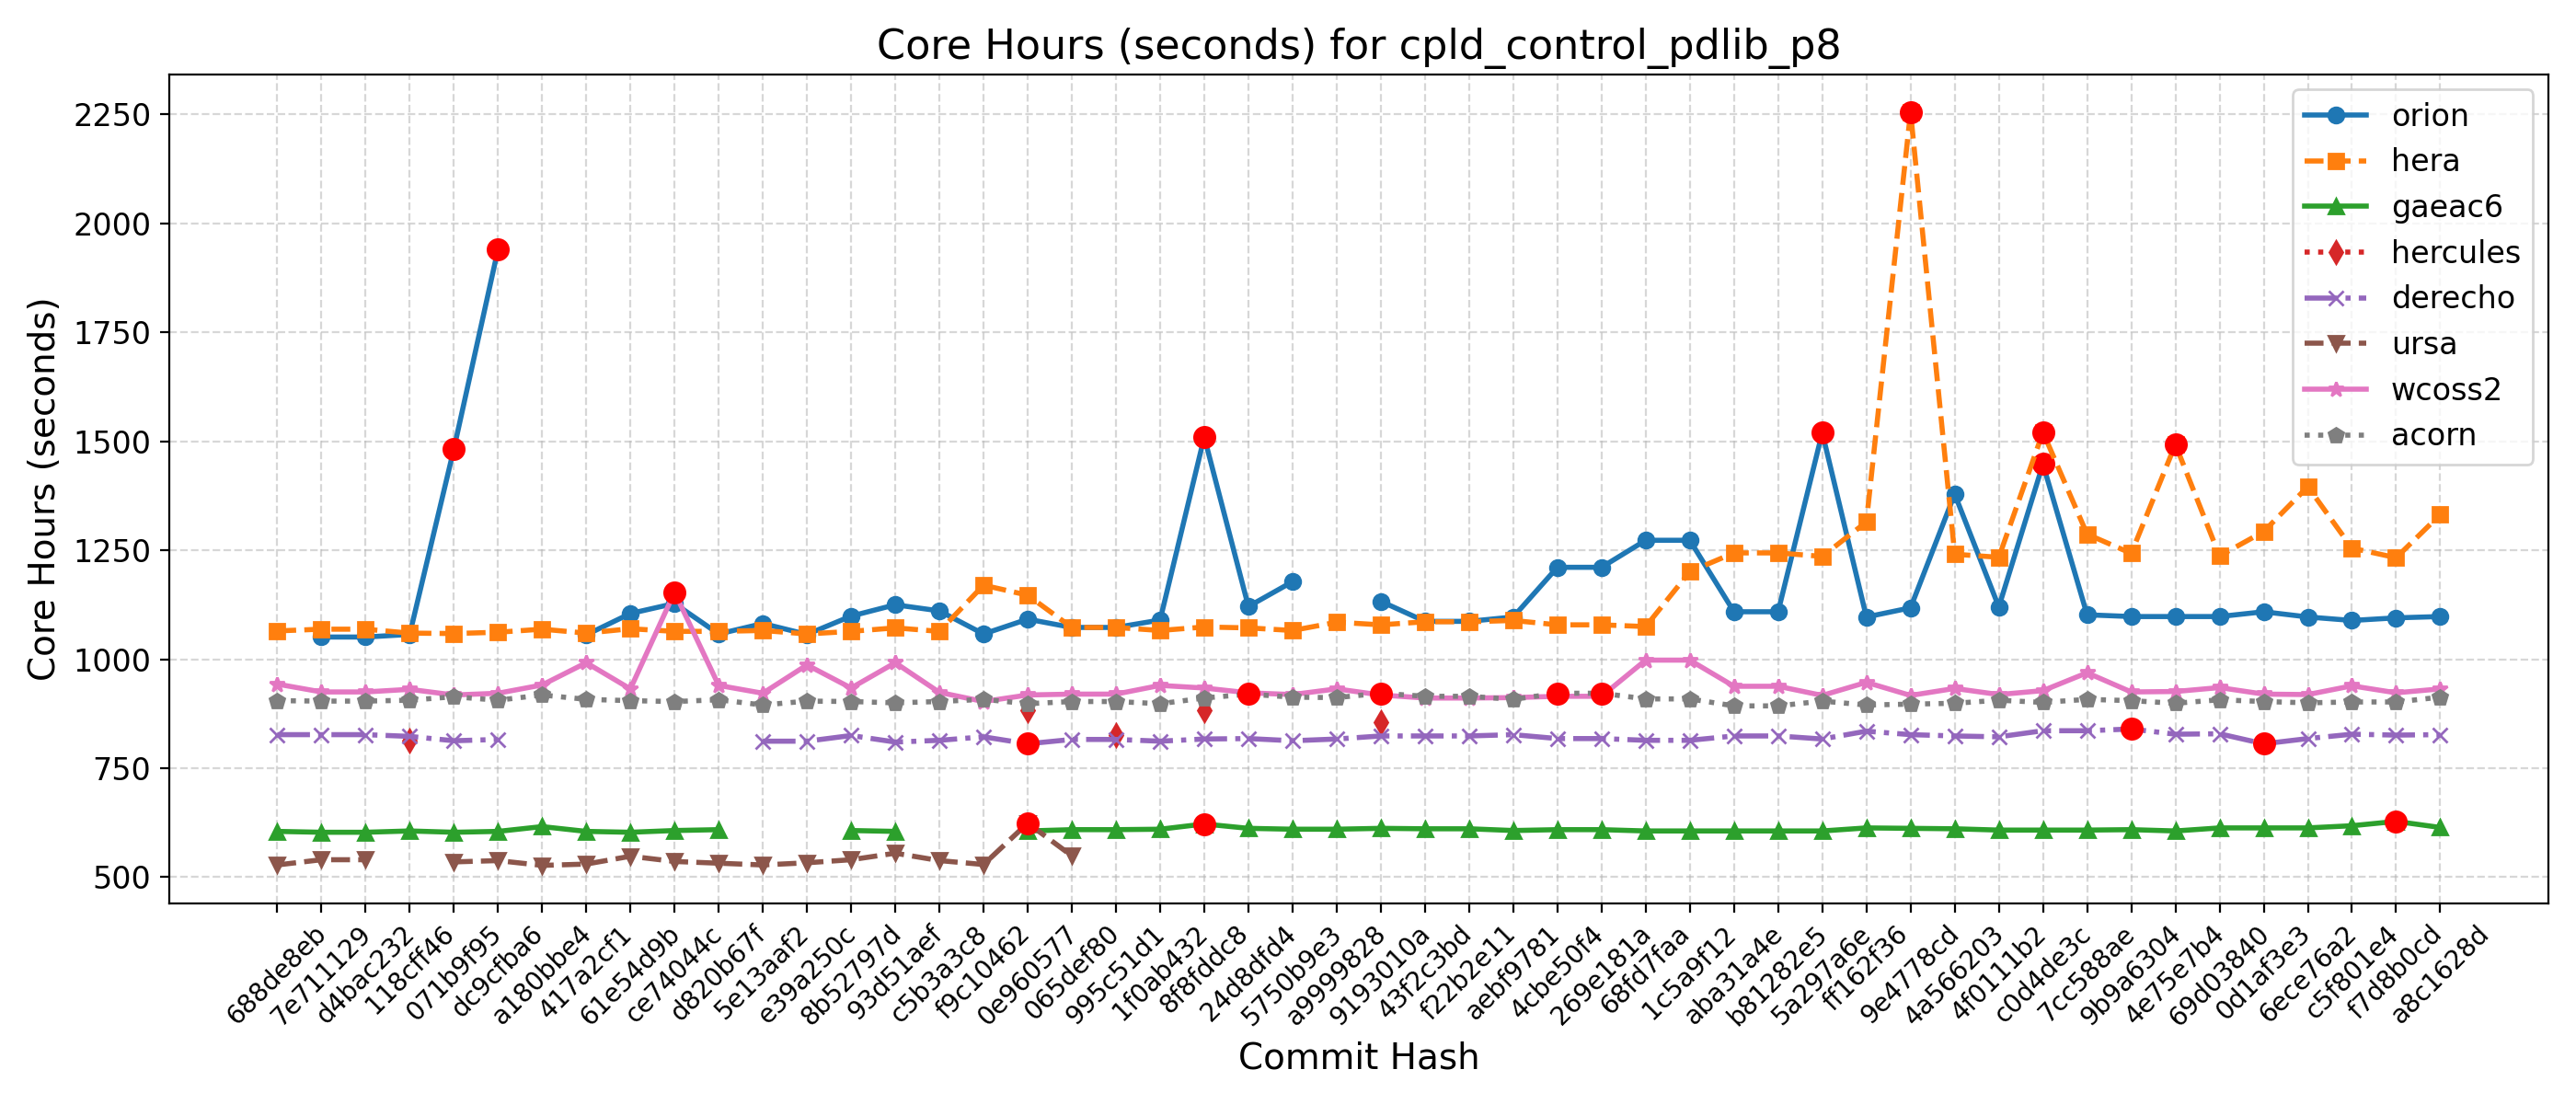 Core Hours (seconds) for cpld_control_pdlib_p8
Core Hours (seconds)
2250
2000
1750
1500
1250
1000
750
500
orion
hera
gaeac6
hercules
derecho
ursa
wcoss2
acorn
688de8eb
7e711129
d4bac232
118cff46
071b9f95
dc9cfba6
a180bbe4
417a2cf1
61e54d9b
ce74044c
d820b67f
5e13aaf2
e39a250c
8b52797d
93d51aef
c5b3a3c8
f9c10462
0e960577
065def80
995c51d1
1f0ab432
8f8fddc8
24d8dfd4
5750b9e3
a9999828
9193010a
43f2c3bd
f22b2e11
aebf9781
4cbe50f4
269e181a
68fd7faa
1c5a9f12
aba31a4e
b81282e5
5a297a6e
ff162f36
9e4778cd
4a566203
4f0111b2
c0d4de3c
7cc588ae
9b9a6304
4e75e7b4
69d03840
0d1af3e3
6ece76a2
c5f801e4
f7d8b0cd
a8c1628d
Commit Hash